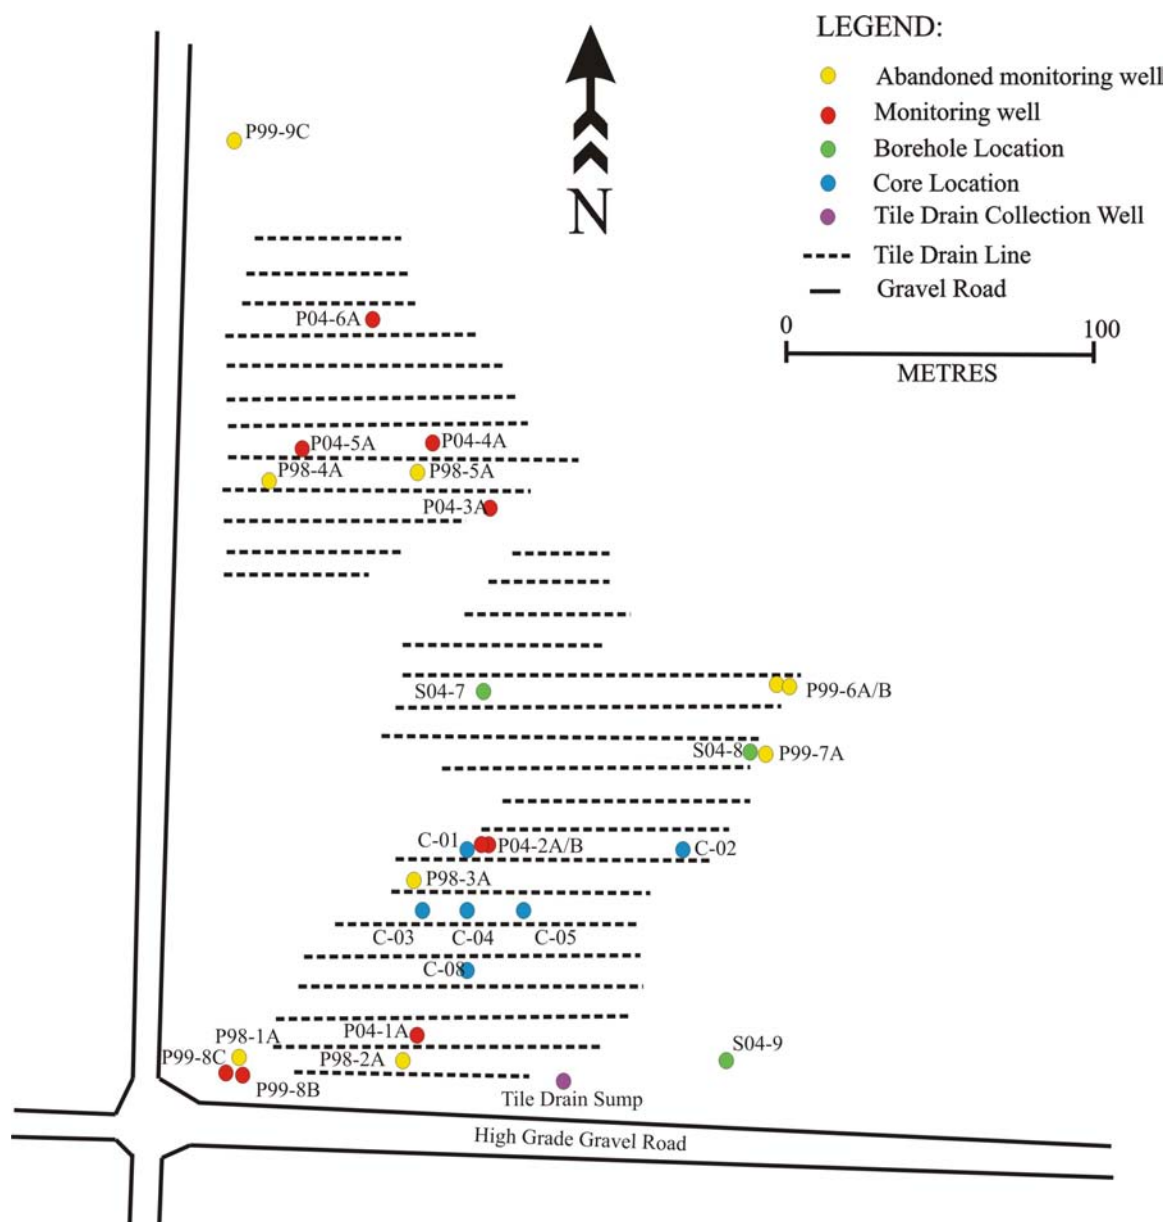 LEGEND:
Abandoned monitoring well
Monitoring well
Borehole Location
Core Location
Tile Drain Collection Well
Tile Drain Line
Gravel Road
0 100
METRES
N
P99-9C
P04-6A
P04-5A
P04-4A
P98-4A
P98-5A
P04-3A
S04-7
P99-6A/B
S04-8
P99-7A
C-01
P04-2A/B
C-02
P98-3A
C-03
C-04
C-05
C-08
P04-1A
P98-1A
P99-8C
P98-2A
S04-9
P99-8B
Tile Drain Sump
High Grade Gravel Road